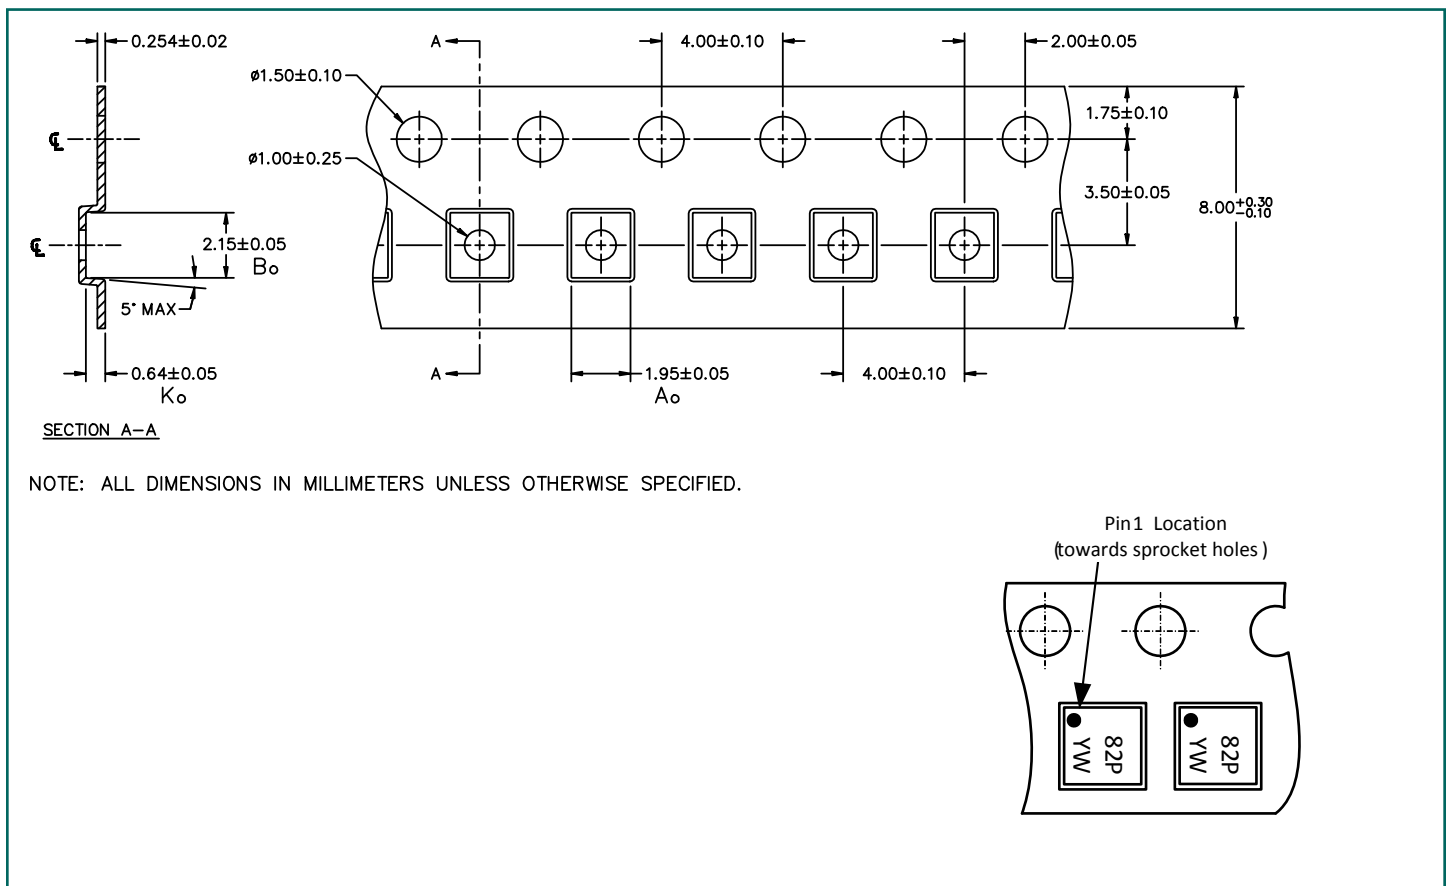 0.254±0.02
A
4.00±0.10
2.00±0.05
ø1.50±0.10
1.75±0.10
℄
ø1.00±0.25
3.50±0.05
8.00+0.30
-0.10
℄
2.15±0.05
Bo
5° MAX
0.64±0.05
Ko
A
1.95±0.05
Ao
4.00±0.10
SECTION A-A
NOTE: ALL DIMENSIONS IN MILLIMETERS UNLESS OTHERWISE SPECIFIED.
Pin1 Location
(towards sprocket holes)
82P
YW
82P
YW